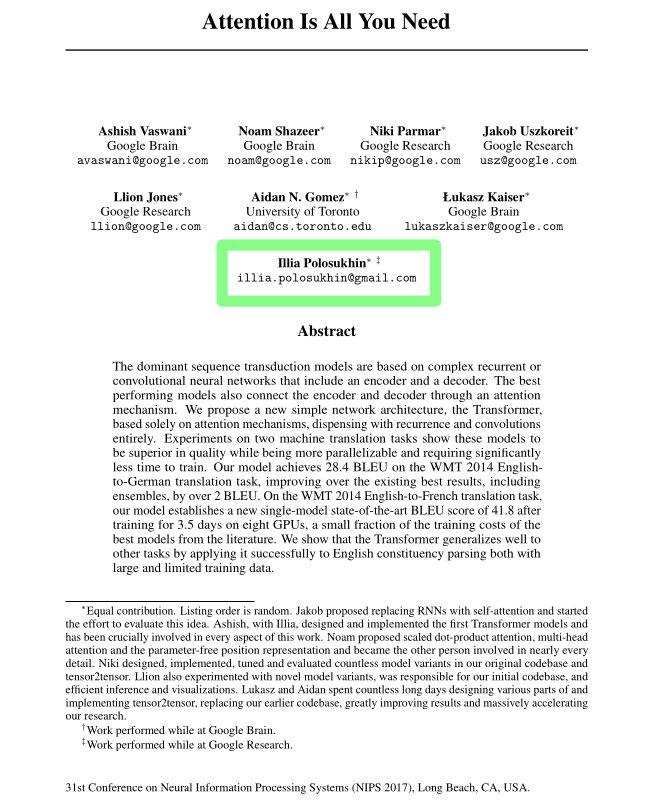 Attention Is All You Need
Ashish Vaswani∗
Google Brain
avaswani@google.com
Noam Shazeer∗
Google Brain
noam@google.com
Niki Parmar∗
Google Research
nikip@google.com
Jakob Uszkoreit∗
Google Research
usz@google.com
Llion Jones∗
Google Research
llion@google.com
Aidan N. Gomez∗ †
University of Toronto
aidan@cs.toronto.edu
Łukasz Kaiser∗
Google Brain
lukaszkaiser@google.com
Illia Polosukhin∗ ‡
illia.polosukhin@gmail.com
Abstract
The dominant sequence transduction models are based on complex recurrent or
convolutional neural networks that include an encoder and a decoder. The best
performing models also connect the encoder and decoder through an attention
mechanism. We propose a new simple network architecture, the Transformer,
based solely on attention mechanisms, dispensing with recurrence and convolutions
entirely. Experiments on two machine translation tasks show these models to
be superior in quality while being more parallelizable and requiring significantly
less time to train. Our model achieves 28.4 BLEU on the WMT 2014 English-
to-German translation task, improving over the existing best results, including
ensembles, by over 2 BLEU. On the WMT 2014 English-to-French translation task,
our model establishes a new single-model state-of-the-art BLEU score of 41.8 after
training for 3.5 days on eight GPUs, a small fraction of the training costs of the
best models from the literature. We show that the Transformer generalizes well to
other tasks by applying it successfully to English constituency parsing both with
large and limited training data.
∗Equal contribution. Listing order is random. Jakob proposed replacing RNNs with self-attention and started
the effort to evaluate this idea. Ashish, with Illia, designed and implemented the first Transformer models and
has been crucially involved in every aspect of this work. Noam proposed scaled dot-product attention, multi-head
attention and the parameter-free position representation and became the other person involved in nearly every
detail. Niki designed, implemented, tuned and evaluated countless model variants in our original codebase and
tensor2tensor. Llion also experimented with novel model variants, was responsible for our initial codebase, and
efficient inference and visualizations. Lukasz and Aidan spent countless long days designing various parts of and
implementing tensor2tensor, replacing our earlier codebase, greatly improving results and massively accelerating
our research.
†Work performed while at Google Brain.
‡Work performed while at Google Research.
31st Conference on Neural Information Processing Systems (NIPS 2017), Long Beach, CA, USA.